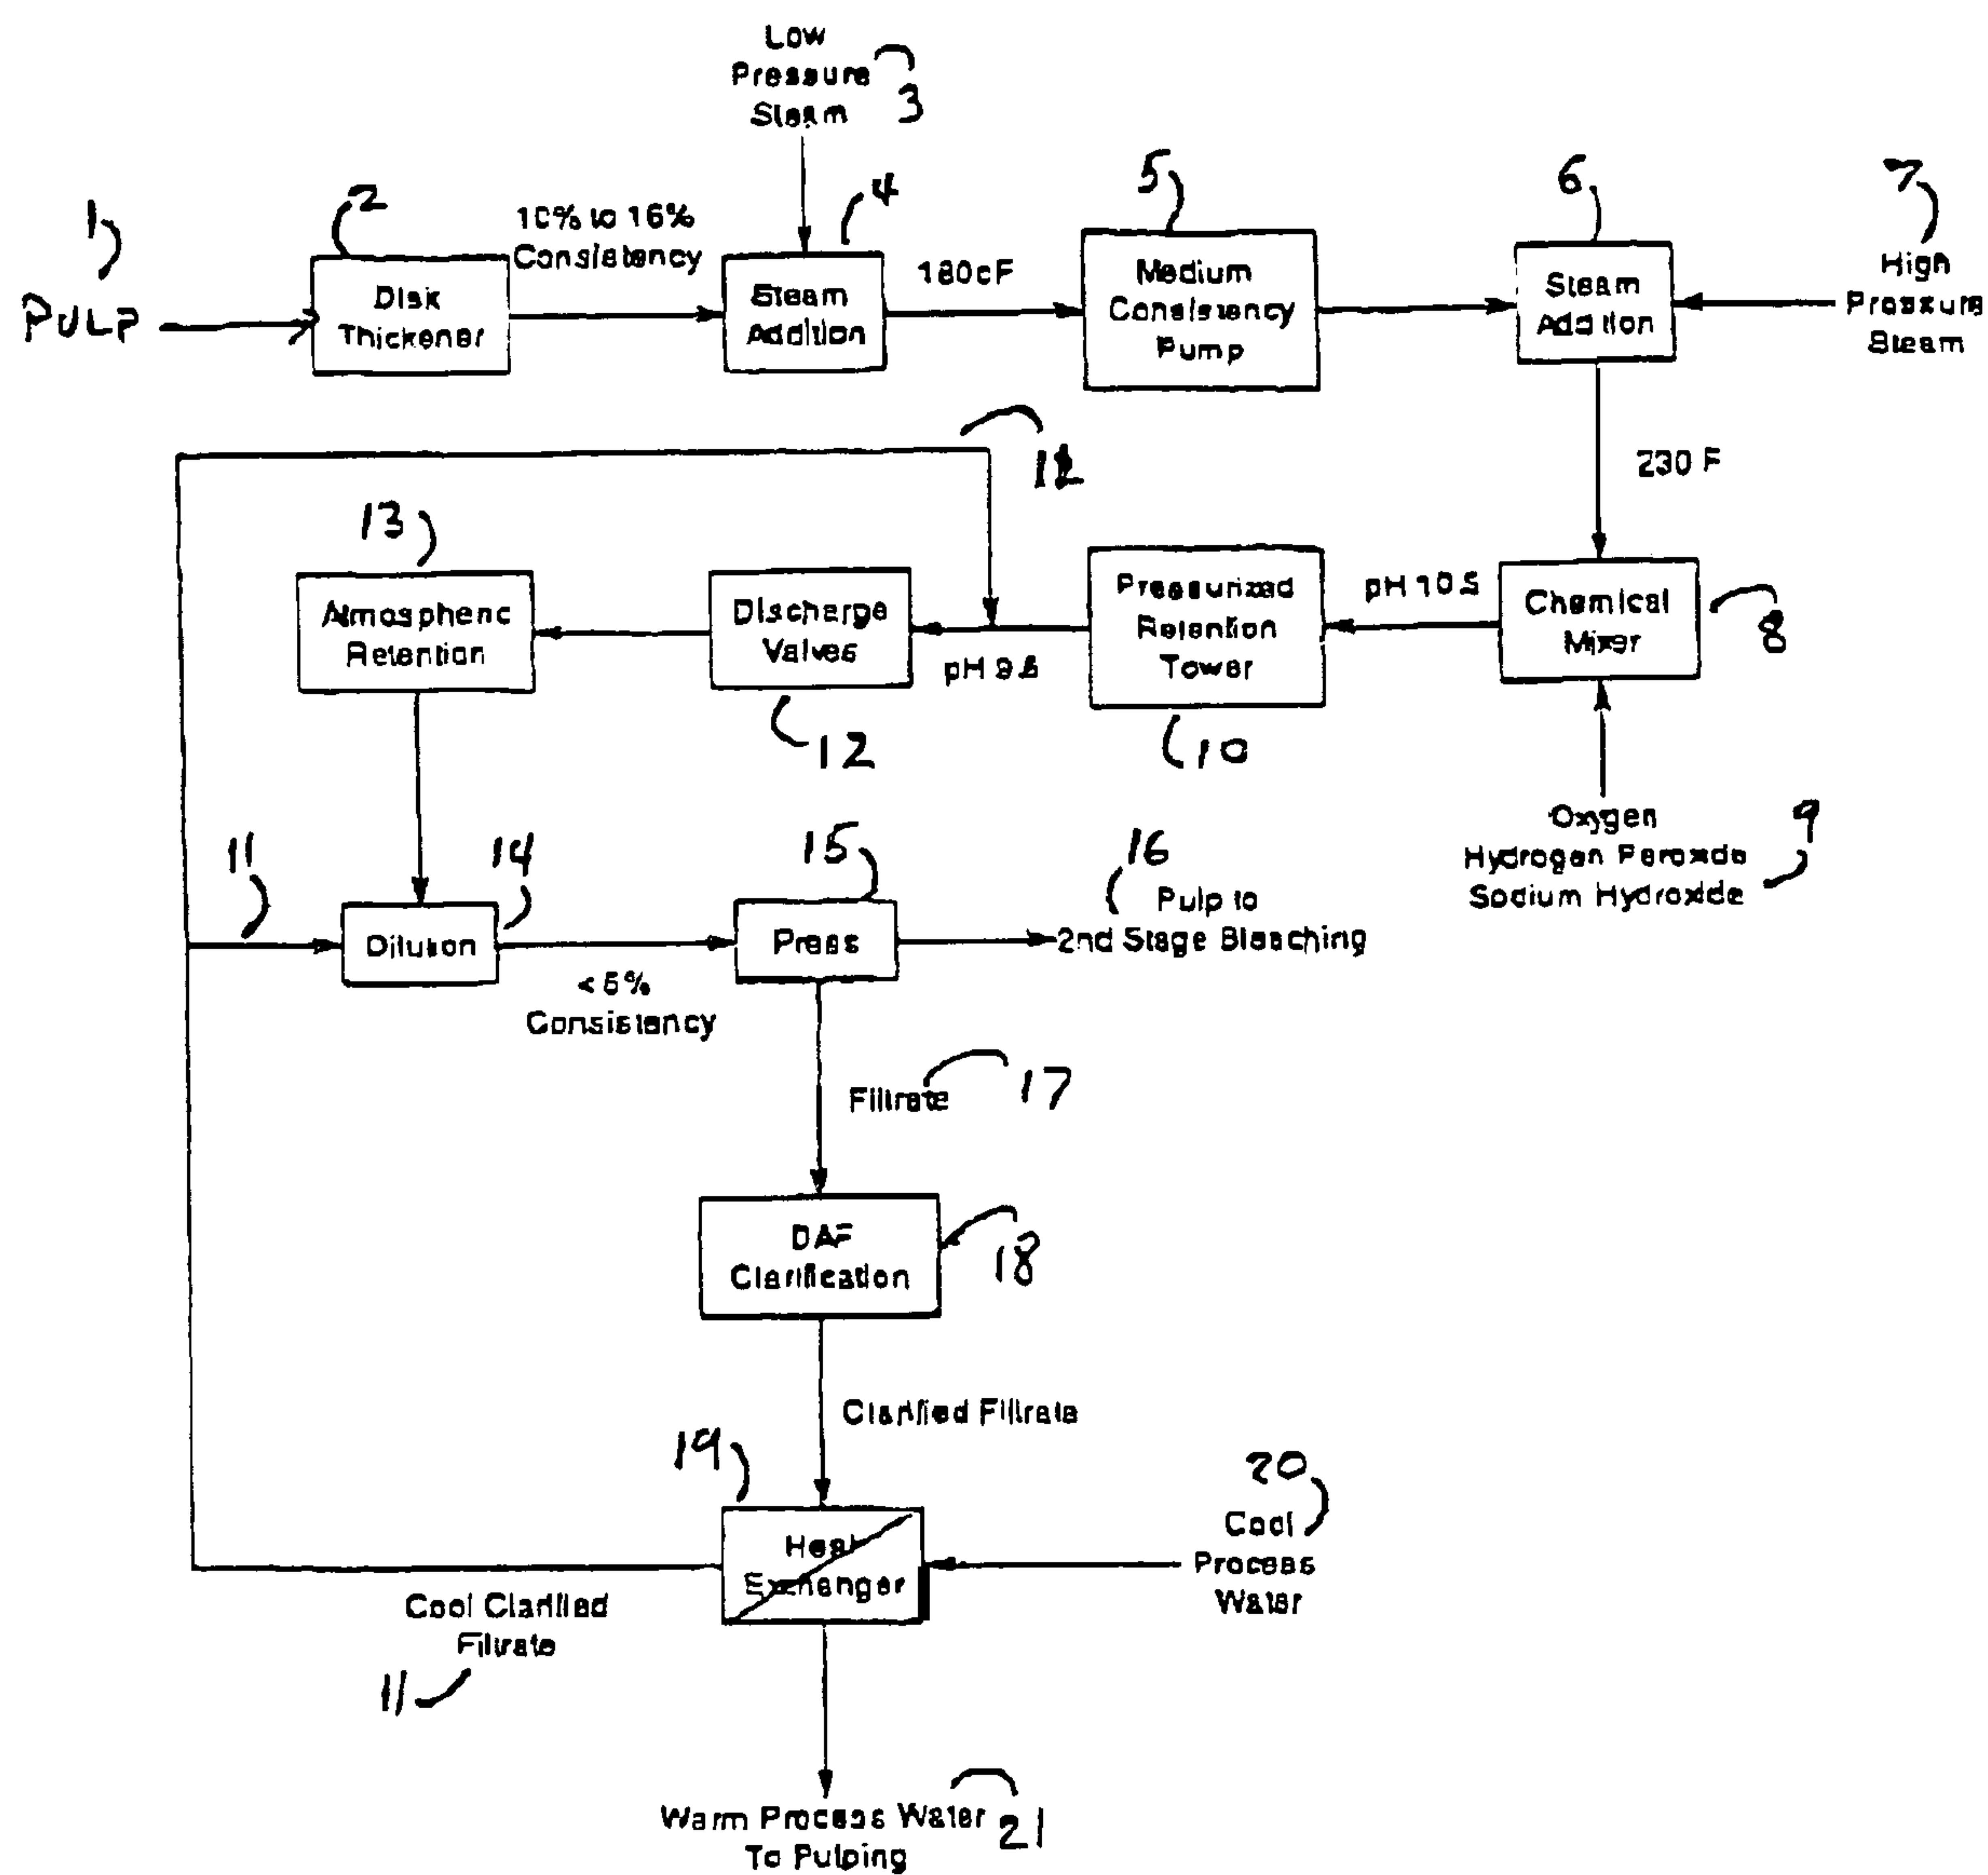 Low
Pressure
Steam
3
1
2
10% to 16%
Consistency
4
5
6
7
PULP
Disk
Thickener
Steam
Addition
180°F
Medium
Consistency
Pump
Steam
Addition
High
Pressure
Steam
230 F
13
Atmospheric
Retention
Discharge
Valves
pH 9.5
12
Pressurized
Retention
Tower
10
pH 10.5
Chemical
Mixer
8
Oxygen
Hydrogen Peroxide
Sodium Hydroxide
9
11
14
Dilution
<5%
Consistency
15
Press
16
Pulp to
2nd Stage Bleaching
Filtrate
17
DAF
Clarification
18
Clarified Filtrate
19
Heat
Exchanger
20
Cool
Process
Water
Cool Clarified
Filtrate
11
Warm Process Water
To Pulping
21